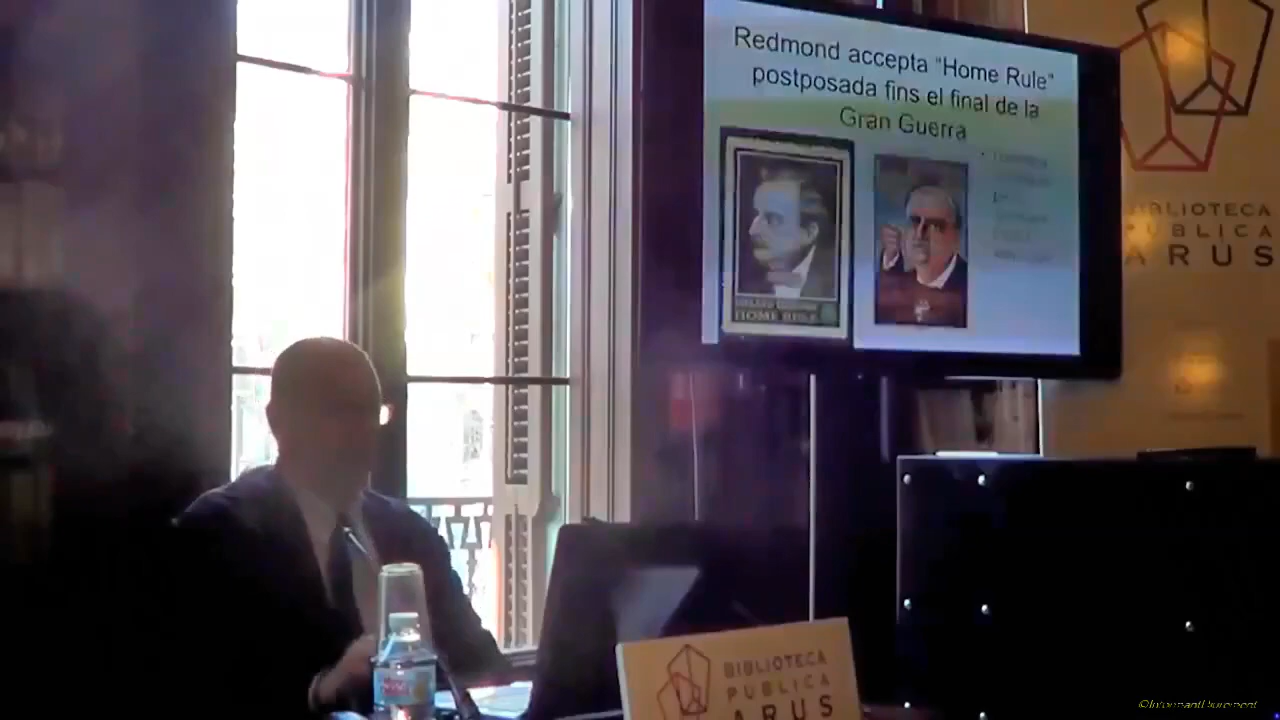 Redmond accepta "Home Rule"
postposada fins el final de la
Gran Guerra
HOME RULE
BIBLIOTECA
PUBLICA
ARUS
BIBLIOTECA
PUBLICA
ARUS